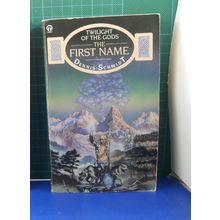 TWILIGHT
OF THE GODS
THE
FIRST NAME
DENNIS SCHMIDT